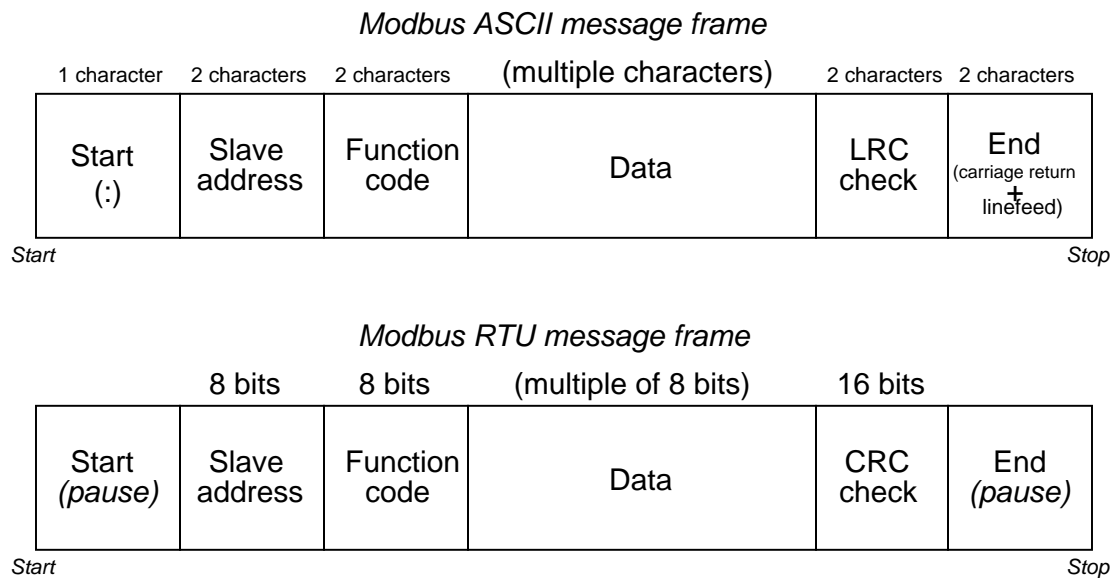 Modbus ASCII message frame
1 character 2 characters 2 characters (multiple characters) 2 characters 2 characters
Start
(:)
Slave
address
Function
code
Data
LRC
check
End
(carriage return
+
linefeed)
Start Stop
Modbus RTU message frame
8 bits 8 bits (multiple of 8 bits) 16 bits
Start
(pause)
Slave
address
Function
code
Data
CRC
check
End
(pause)
Start Stop